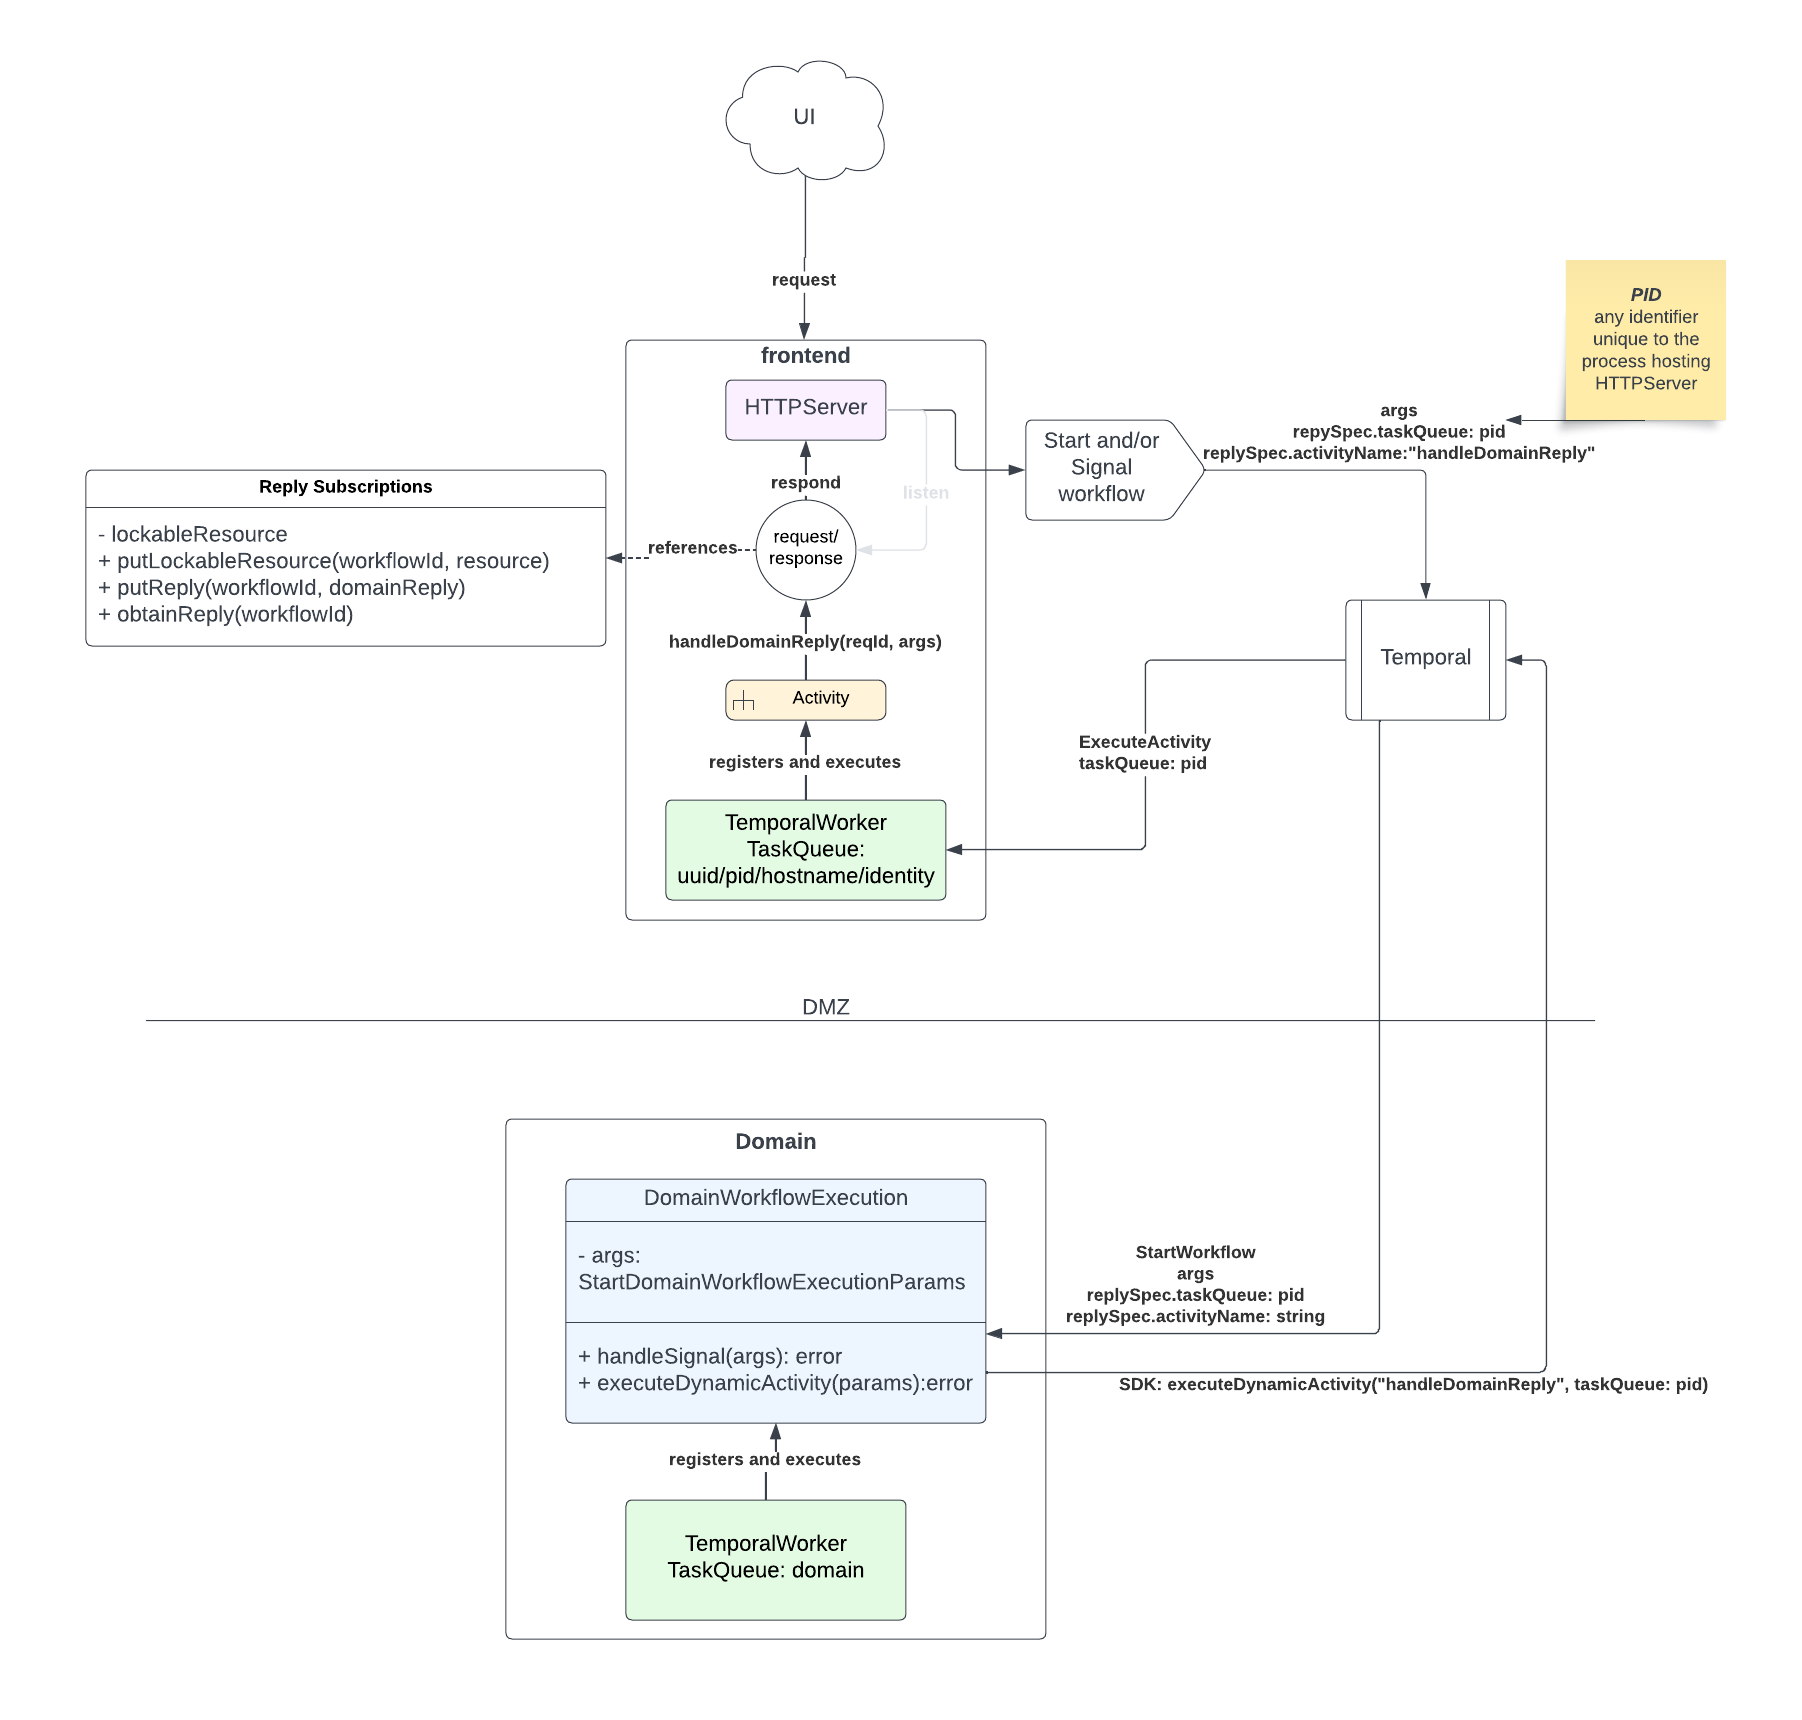 UI
request
PID
any identifier
unique to the
process hosting
HTTPServer
frontend
HTTPServer
args
repySpec.taskQueue: pid
replySpec.activityName:"handleDomainReply"
Start and/or
Signal
workflow
respond
listen
Reply Subscriptions
- lockableResource
+ putLockableResource(workflowId, resource)
+ putReply(workflowId, domainReply)
+ obtainReply(workflowId)
references
request/
response
handleDomainReply(reqId, args)
Temporal
Activity
ExecuteActivity
taskQueue: pid
registers and executes
TemporalWorker
TaskQueue:
uuid/pid/hostname/identity
DMZ
Domain
DomainWorkflowExecution
- args:
StartDomainWorkflowExecutionParams
StartWorkflow
args
replySpec.taskQueue: pid
replySpec.activityName: string
+ handleSignal(args): error
+ executeDynamicActivity(params):error
SDK: executeDynamicActivity("handleDomainReply", taskQueue: pid)
registers and executes
TemporalWorker
TaskQueue: domain